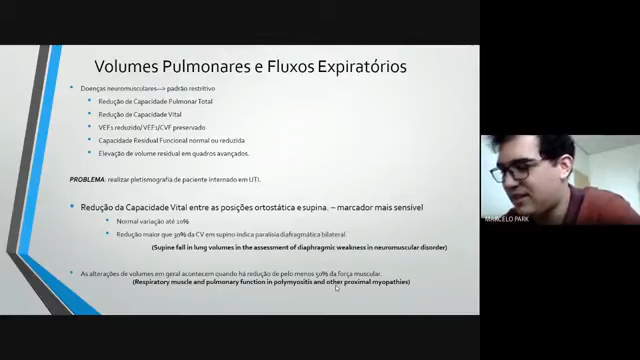 Volumes Pulmonares e Fluxos Expiratórios
Doenças neuromusculares---> padrão restritivo
Redução de Capacidade Pulmonar Total
Redução de Capacidade Vital
VEF1 reduzido/ VEF1/CVF preservado
Capacidade Residual Funcional normal ou reduzida
Elevação de volume residual em quadros avançados.
PROBLEMA: realizar pletismografia de paciente internado em UTI.
Redução da Capacidade Vital entre as posições ortostática e supina. – marcador mais sensível
Normal variação até 10%
Redução maior que 30% da CV em supino indica paralisia diafragmática bilateral.
(Supine fall in lung volumes in the assessment of diaphragmic weakness in neuromuscular disorder)
As alterações de volumes em geral acontecem quando há redução de pelo menos 50% da força muscular.
(Respiratory muscle and pulmonary function in polymyositis and other proximal myopathies)
MARCELO PARK